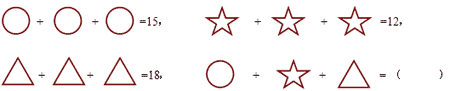 ○ + ○ + ○ =15, ☆ + ☆ + ☆ =12,
△ + △ + △ =18, ○ + ☆ + △ = ( )